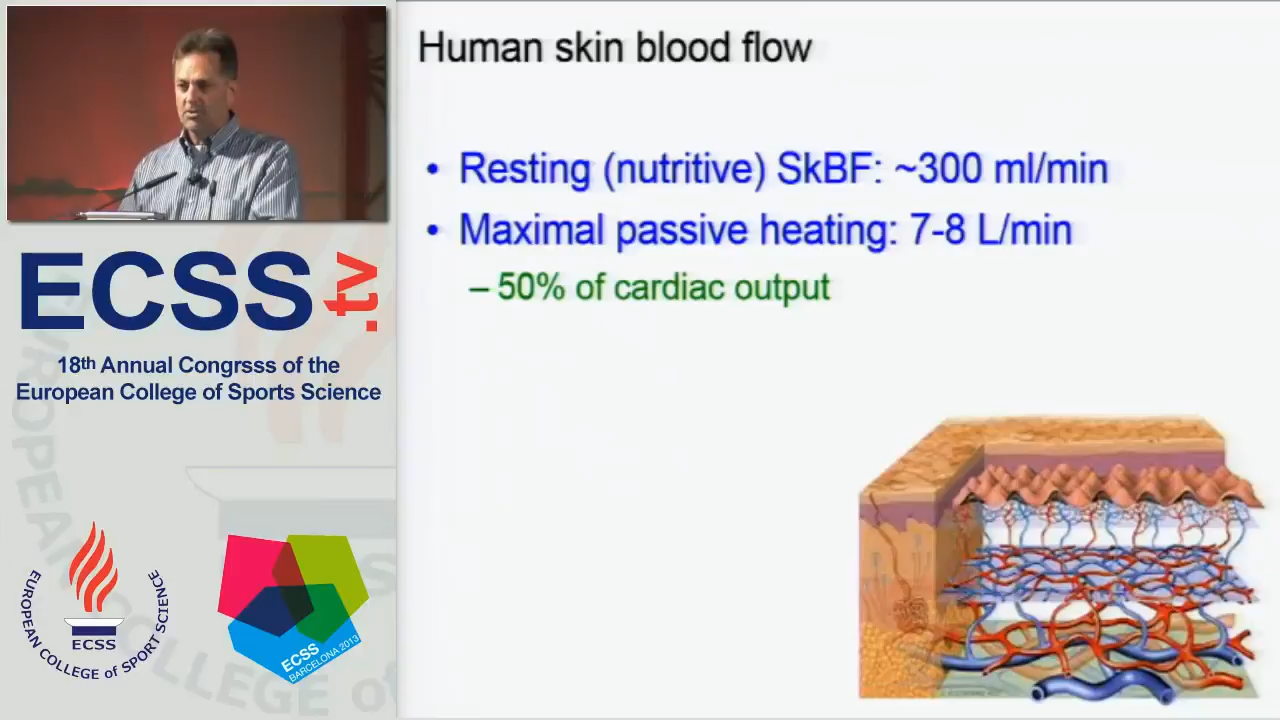 Human skin blood flow
• Resting (nutritive) SkBF: ~300 ml/min
• Maximal passive heating: 7-8 L/min
– 50% of cardiac output
ECSS.tv
18th Annual Congrsss of the
European College of Sports Science
EUROPEAN COLLEGE of SPORT SCIENCE
ECSS
ECSS
BARCELONA 2013